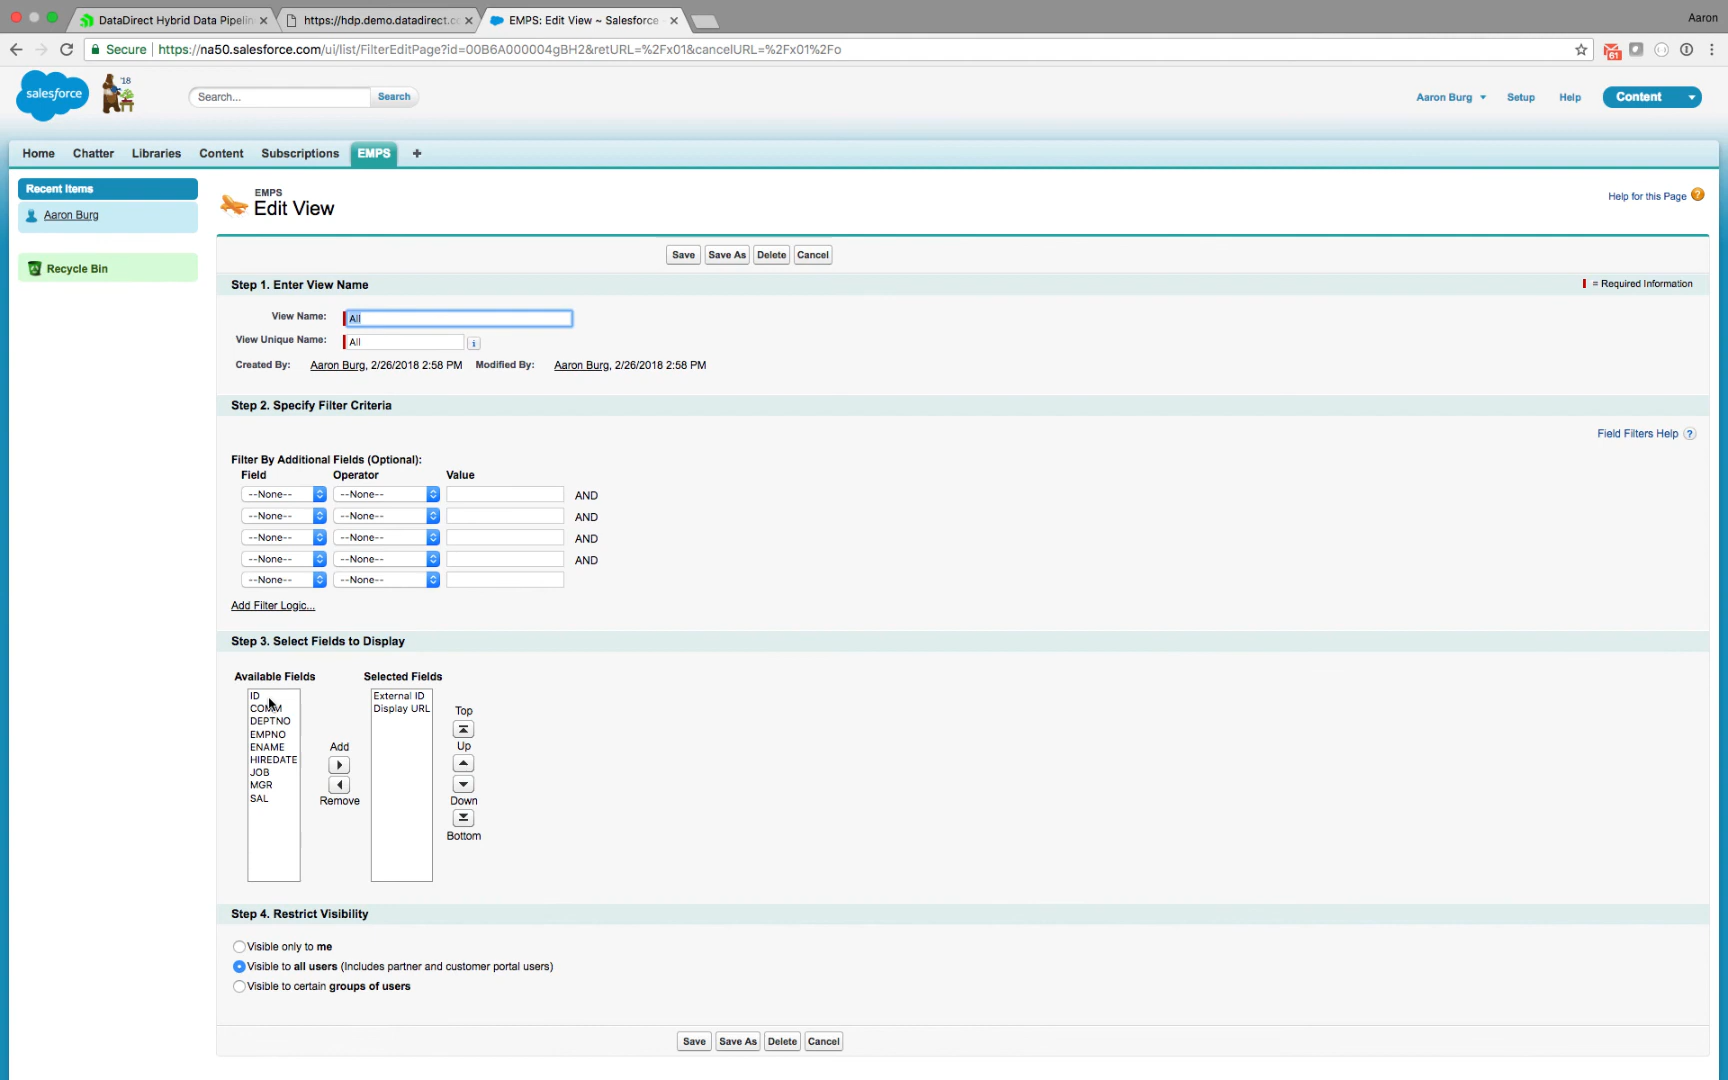 DataDirect Hybrid Data Pipelin
https://hdp.demo.datadirect.c
EMPS: Edit View ~ Salesforce
Aaron
Secure
https://na50.salesforce.com/ui/list/FilterEditPage?id=00B6A000004gBH2&retURL=%2Fx01&cancelURL=%2Fx01%2Fo
61
salesforce
'18
Search...
Search
Aaron Burg
Setup
Help
Content
Home
Chatter
Libraries
Content
Subscriptions
EMPS
+
Recent Items
Aaron Burg
Recycle Bin
EMPS
Edit View
Help for this Page ?
Save
Save As
Delete
Cancel
Step 1. Enter View Name
= Required Information
View Name:
All
View Unique Name:
All
i
Created By:
Aaron Burg, 2/26/2018 2:58 PM
Modified By:
Aaron Burg, 2/26/2018 2:58 PM
Step 2. Specify Filter Criteria
Field Filters Help ?
Filter By Additional Fields (Optional):
Field
Operator
Value
--None--
--None--
AND
--None--
--None--
AND
--None--
--None--
AND
--None--
--None--
AND
--None--
--None--
Add Filter Logic...
Step 3. Select Fields to Display
Available Fields
ID
COMM
DEPTNO
EMPNO
ENAME
HIREDATE
JOB
MGR
SAL
Add
Remove
Selected Fields
External ID
Display URL
Top
Up
Down
Bottom
Step 4. Restrict Visibility
Visible only to me
Visible to all users (Includes partner and customer portal users)
Visible to certain groups of users
Save
Save As
Delete
Cancel